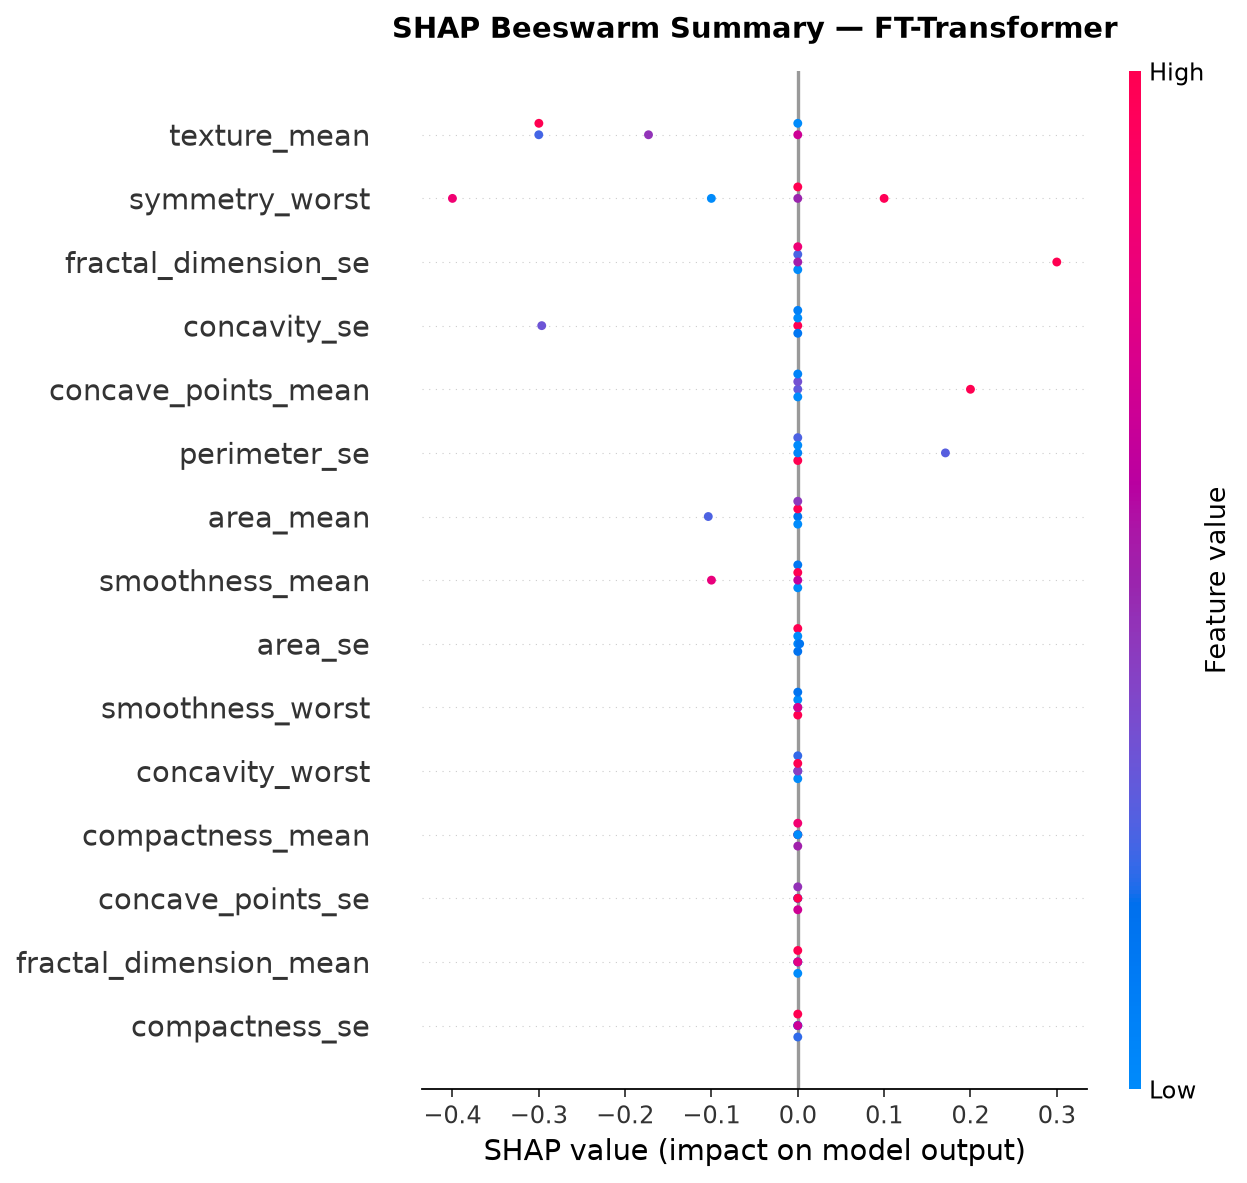 SHAP Beeswarm Summary — FT-Transformer
High
texture_mean
symmetry_worst
fractal_dimension_se
concavity_se
concave_points_mean
perimeter_se
area_mean
smoothness_mean
area_se
smoothness_worst
concavity_worst
compactness_mean
concave_points_se
fractal_dimension_mean
compactness_se
Feature value
Low
−0.4 −0.3 −0.2 −0.1 0.0 0.1 0.2 0.3
SHAP value (impact on model output)